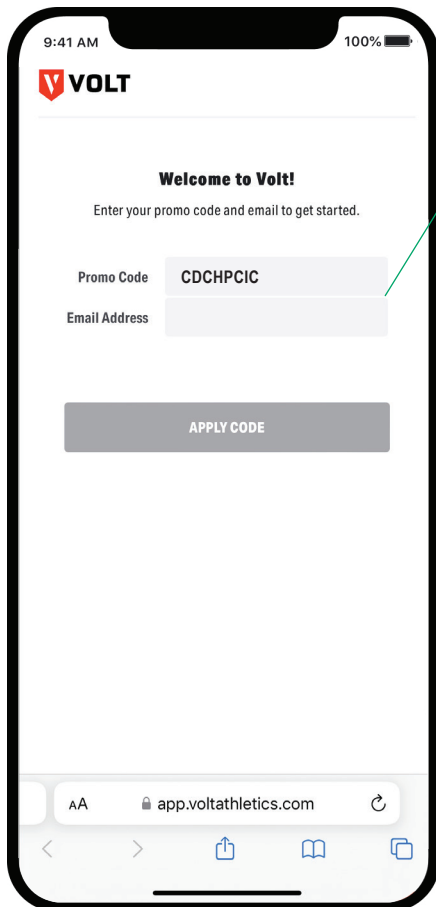 9:41 AM 100%
VOLT
Welcome to Volt!
Enter your promo code and email to get started.
Promo Code CDCHPCIC
Email Address
APPLY CODE
AA app.voltathletics.com